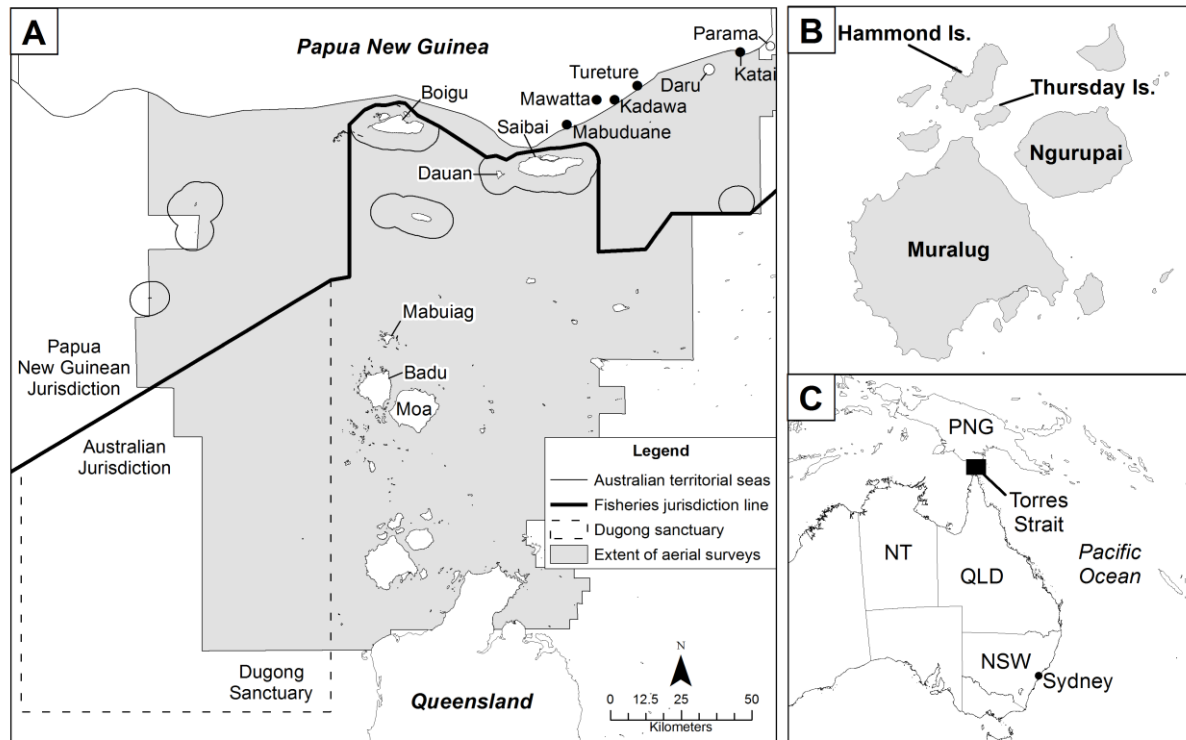 A
Papua New Guinea
Parama
Katai
Daru
Tureture
Mawatta
Kadawa
Mabuduane
Boigu
Saibai
Dauan
Mabuiag
Badu
Moa
Papua
New Guinean
Jurisdiction
Australian
Jurisdiction
Legend
Australian territorial seas
Fisheries jurisdiction line
Dugong sanctuary
Extent of aerial surveys
Dugong
Sanctuary
Queensland
N
0 12.5 25 50
Kilometers
B
Hammond Is.
Thursday Is.
Ngurupai
Muralug
C
PNG
Torres
Strait
NT
QLD
Pacific
Ocean
NSW
Sydney